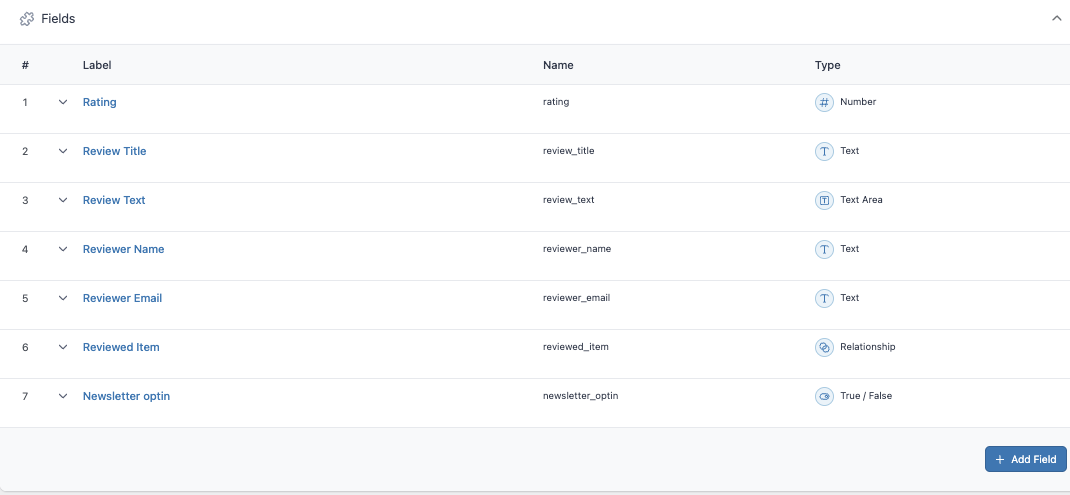 Fields
# Label Name Type
1 Rating rating # Number
2 Review Title review_title T Text
3 Review Text review_text T Text Area
4 Reviewer Name reviewer_name T Text
5 Reviewer Email reviewer_email T Text
6 Reviewed Item reviewed_item Relationship
7 Newsletter optin newsletter_optin True / False
+ Add Field